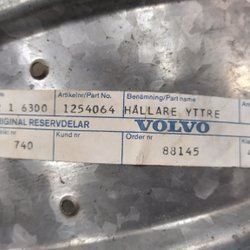 Artikelnr/Part No. Benämning/Part name
1 6300 1254064 HÅLLARE YTTRE
GINAL RESERVDELAR VOLVO
Kund nr Order nr
740 88145